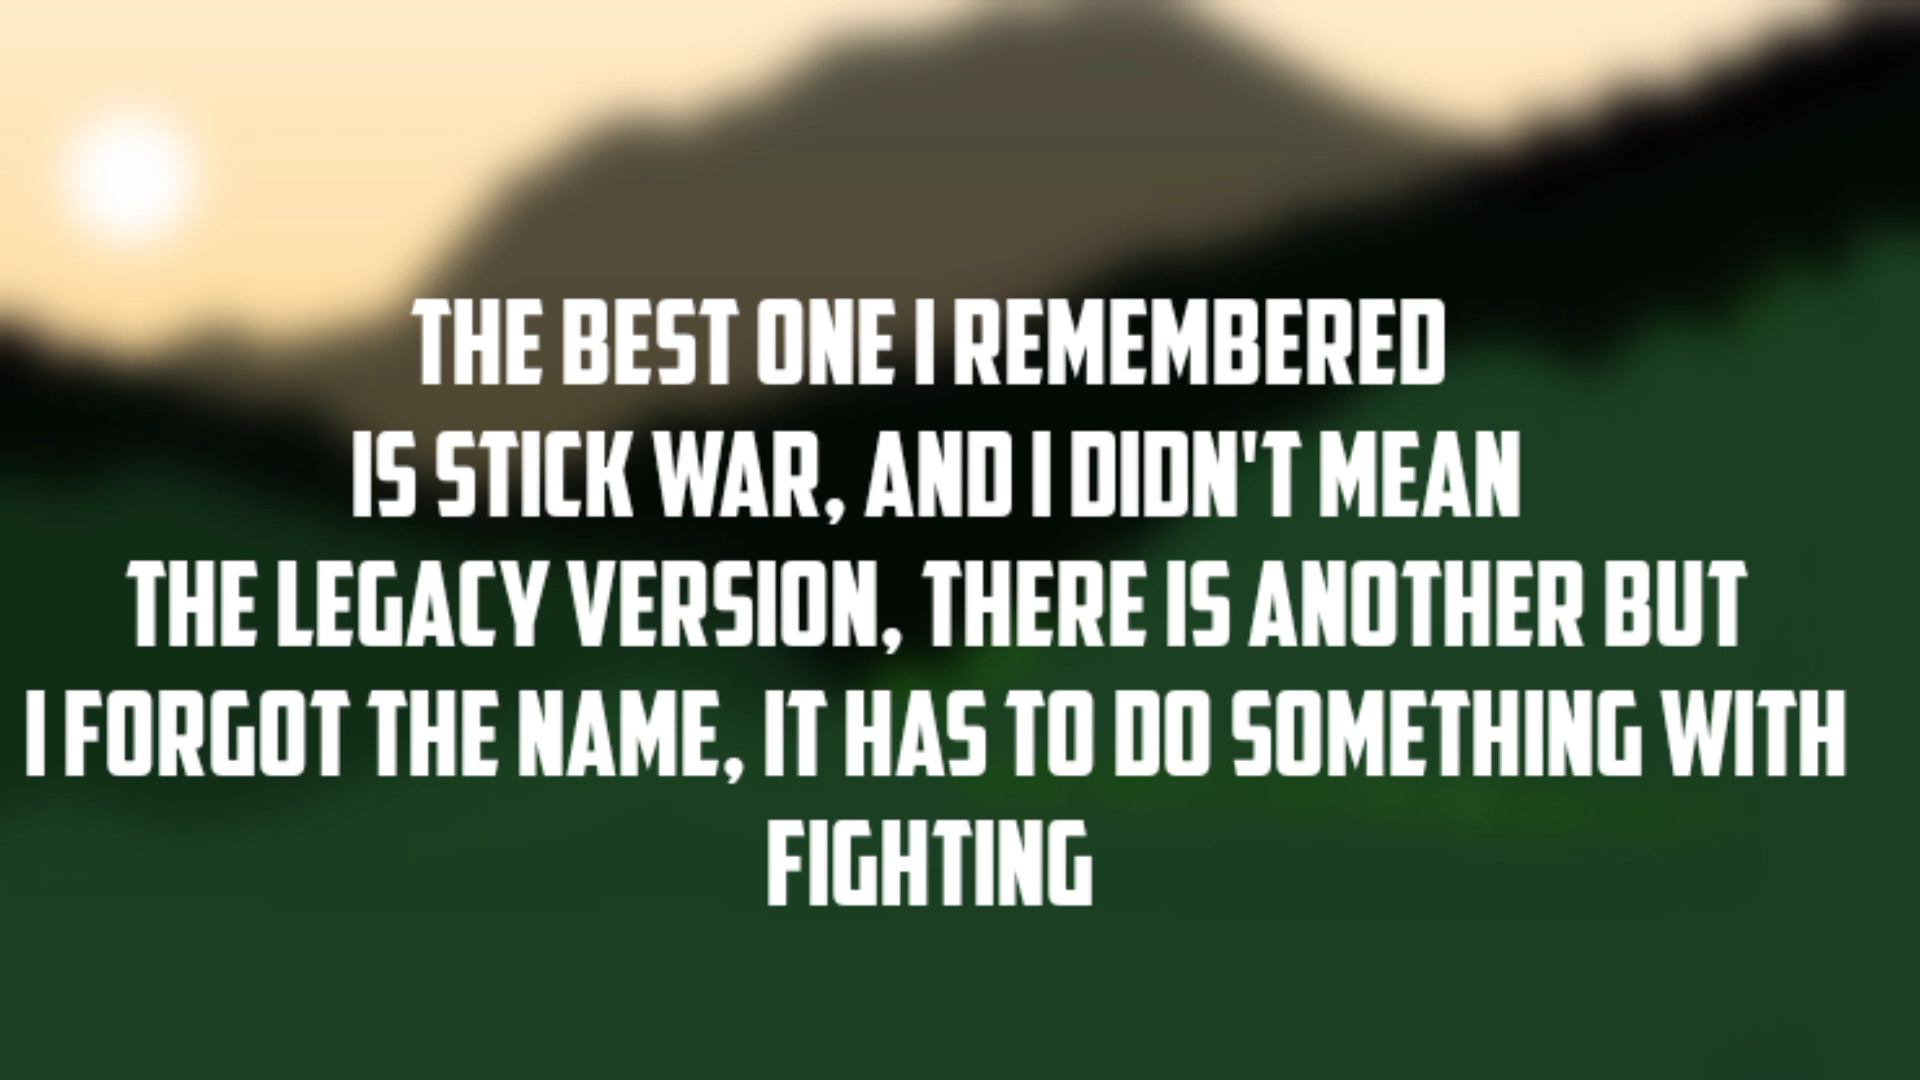 THE BEST ONE I REMEMBERED
IS STICK WAR, AND I DIDN'T MEAN
THE LEGACY VERSION, THERE IS ANOTHER BUT
I FORGOT THE NAME, IT HAS TO DO SOMETHING WITH
FIGHTING